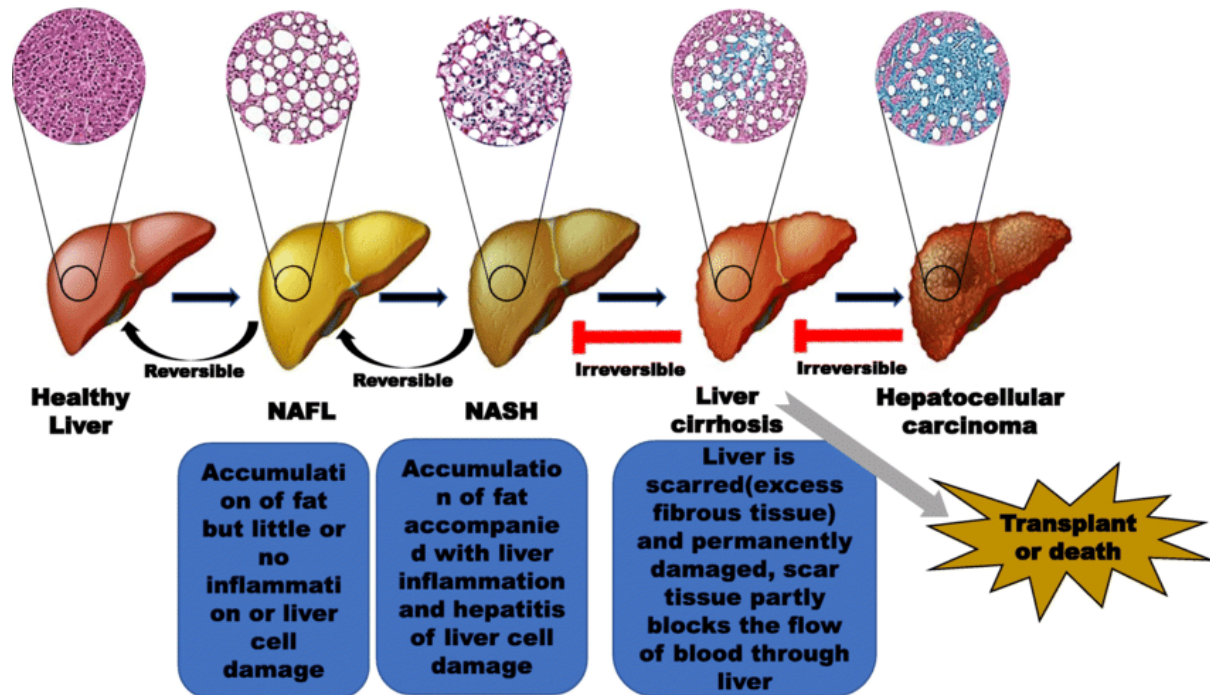 Reversible
Reversible
Irreversible
Irreversible
Healthy
Liver
NAFL
NASH
Liver
cirrhosis
Hepatocellular
carcinoma
Accumulati
on of fat
but little or
no
inflammati
on or liver
cell
damage
Accumulatio
n of fat
accompanie
d with liver
inflammation
and hepatitis
of liver cell
damage
Liver is
scarred(excess
fibrous tissue)
and permanently
damaged, scar
tissue partly
blocks the flow
of blood through
liver
Transplant
or death